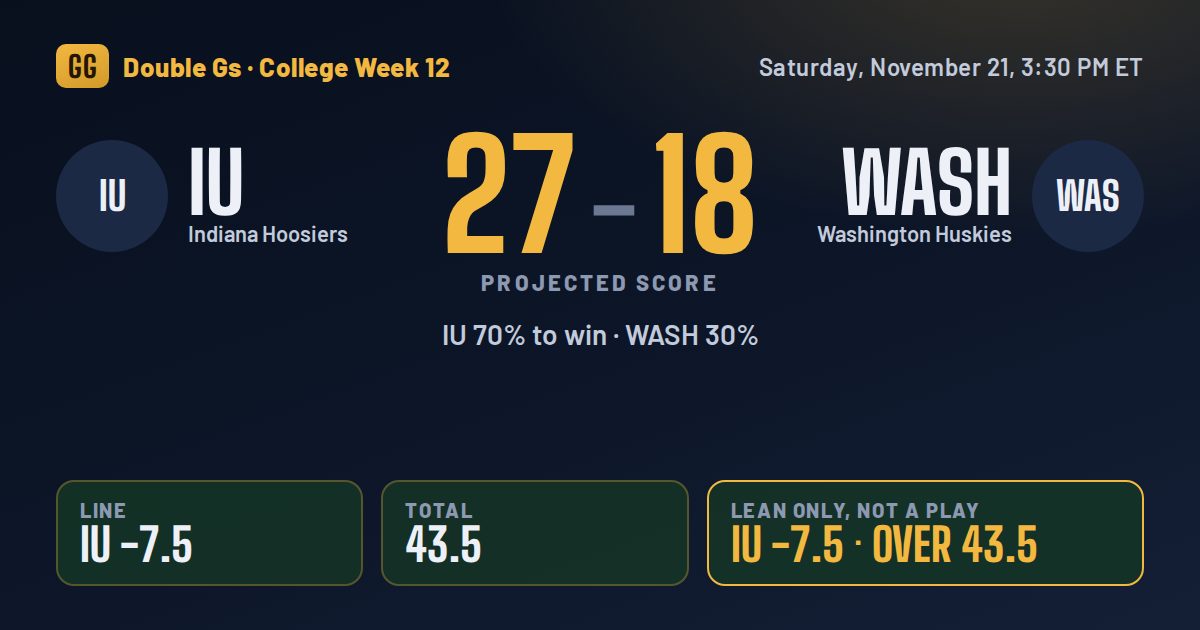 GG Double Gs · College Week 12
Saturday, November 21, 3:30 PM ET
IU
IU
Indiana Hoosiers
27 – 18
PROJECTED SCORE
IU 70% to win · WASH 30%
WASH
Washington Huskies
WAS
LINE
IU −7.5
TOTAL
43.5
LEAN ONLY, NOT A PLAY
IU −7.5 · OVER 43.5